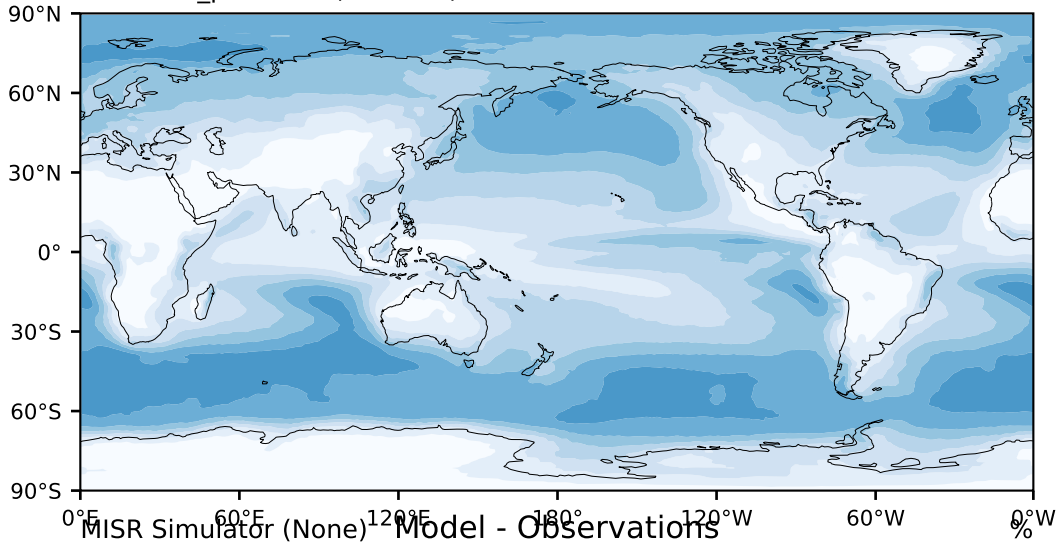 90°N
60°N
30°N
0°
30°S
60°S
90°S
0°E 60°E 120°E 180°W 120°W 60°W 0°W
MISR Simulator (None) Model - Observations %